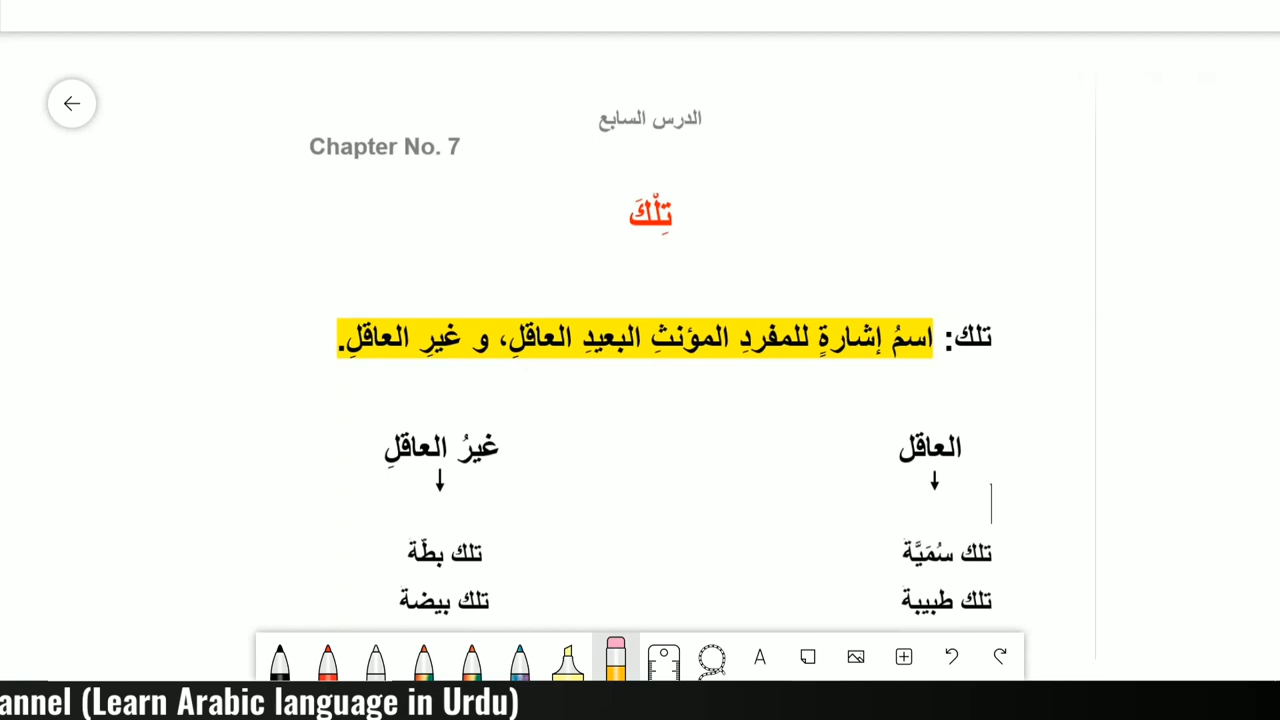 الدرس السابع
Chapter No. 7
تِلْكَ
تلك: اسمُ إشارةٍ للمفردِ المؤنثِ البعيدِ العاقلِ، و غيرِ العاقلِ.
العاقل
غيرُ العاقلِ
↓
↓
تلك سُمَيَّة
تلك بطّة
تلك طبيبة
تلك بيضة
A
annel (Learn Arabic language in Urdu)